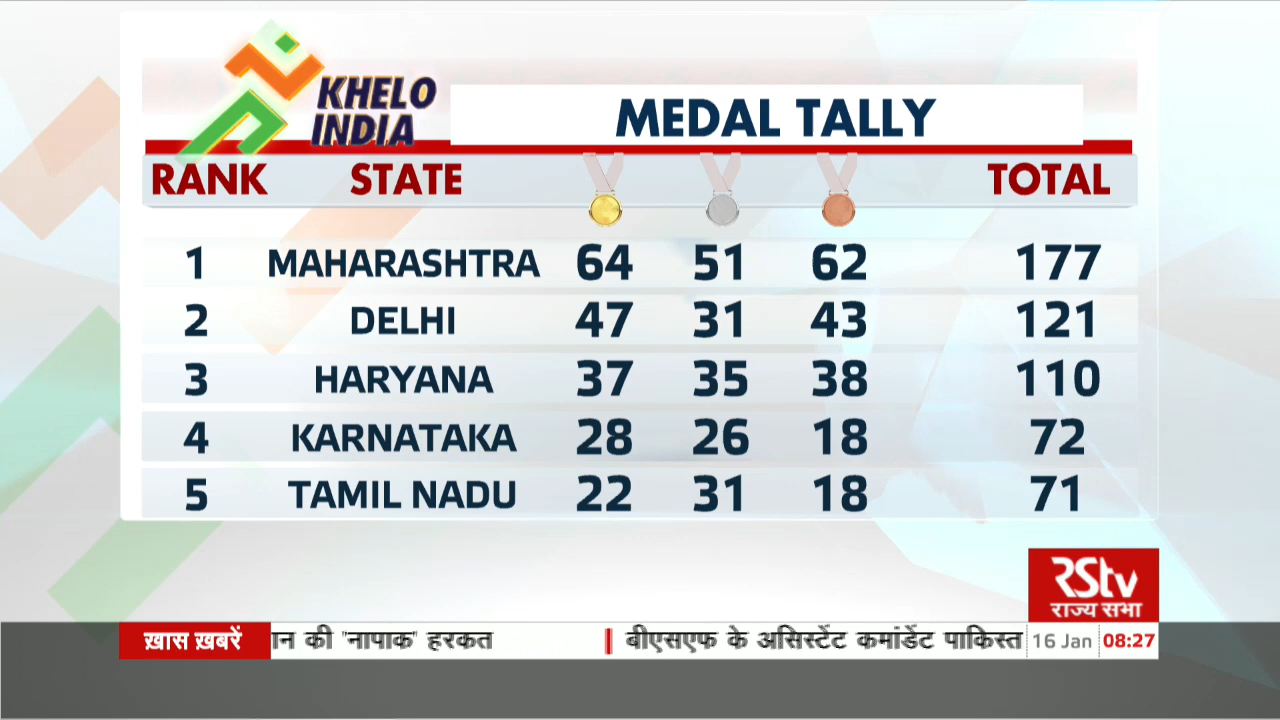 KHELO
INDIA
MEDAL TALLY
RANK STATE TOTAL
1 MAHARASHTRA 64 51 62 177
2 DELHI 47 31 43 121
3 HARYANA 37 35 38 110
4 KARNATAKA 28 26 18 72
5 TAMIL NADU 22 31 18 71
RStv
राज्य सभा
ख़ास ख़बरें ान की "नापाक" हरकत | बीएसएफ के असिस्टेंट कमांडेंट पाकिस्त 16 Jan 08:27